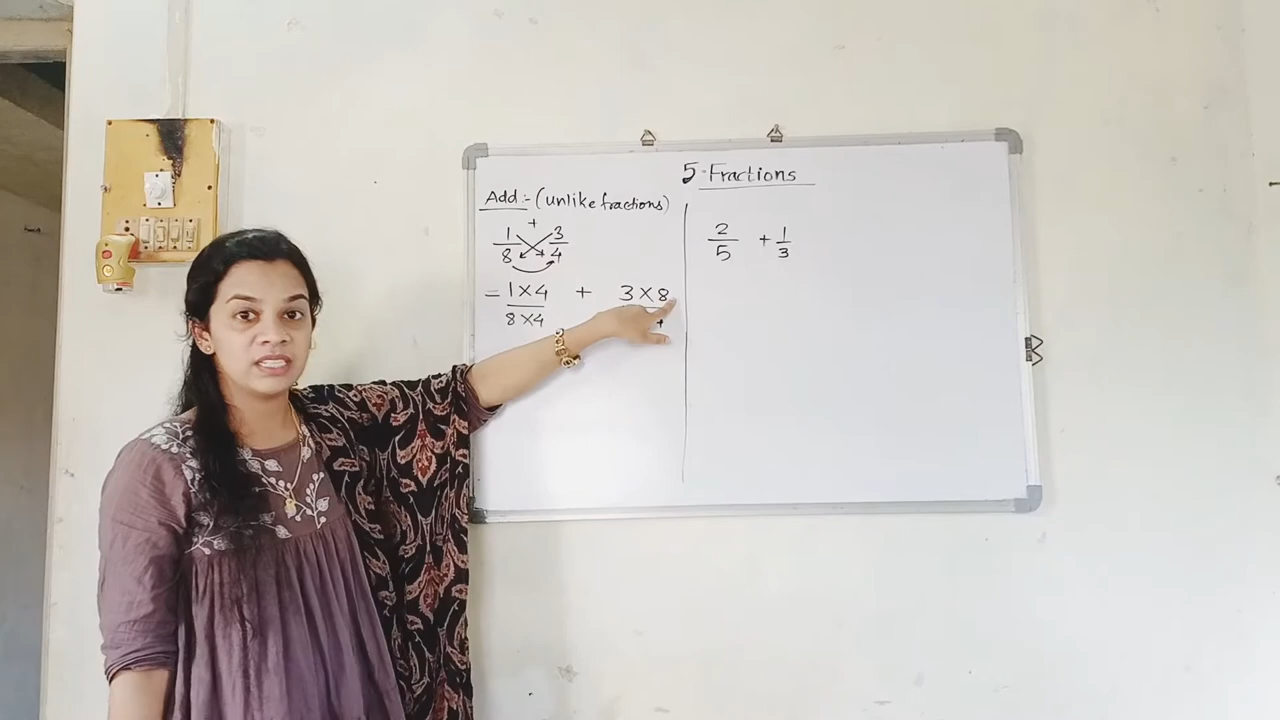 5. Fractions
Add :- (unlike fractions)
+
1 3
8 4
= 1 × 4 + 3 × 8
8 × 4
2 + 1
5 3